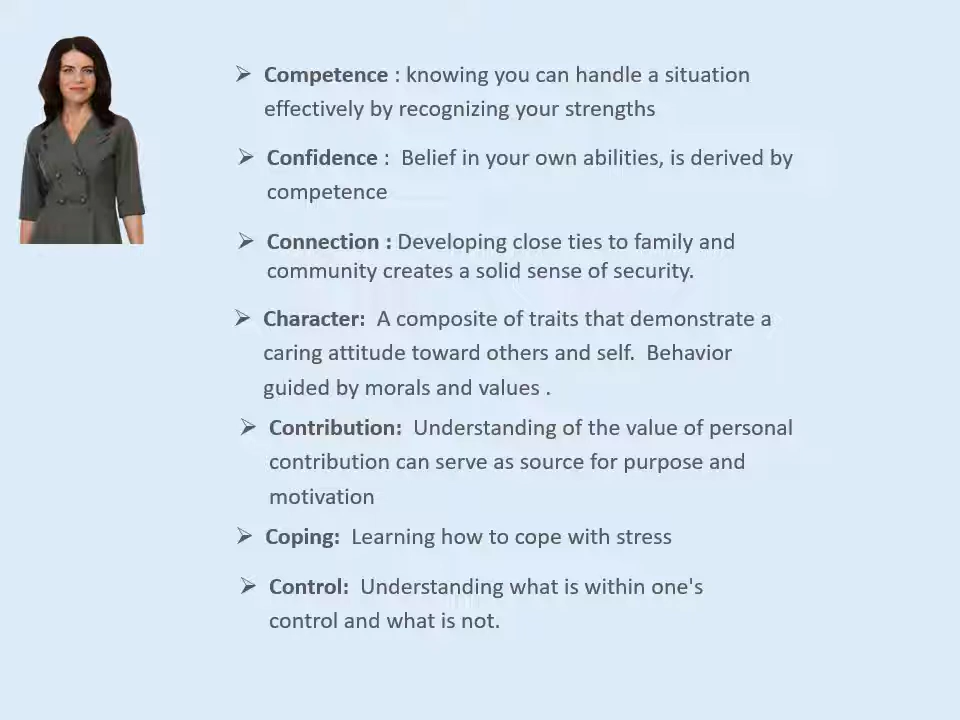 Competence : knowing you can handle a situation
effectively by recognizing your strengths
Confidence :  Belief in your own abilities, is derived by
competence
Connection : Developing close ties to family and
community creates a solid sense of security.
Character:  A composite of traits that demonstrate a
caring attitude toward others and self.  Behavior
guided by morals and values .
Contribution:  Understanding of the value of personal
contribution can serve as source for purpose and
motivation
Coping:  Learning how to cope with stress
Control:  Understanding what is within one's
control and what is not.